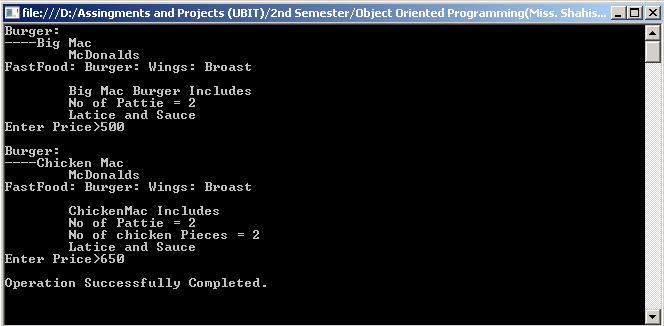 file:///D:/Assingments and Projects (UBIT)/2nd Semester/Object Oriented Programming(Miss. Shahis...
Burger:
----Big Mac
McDonalds
FastFood: Burger: Wings: Broast
Big Mac Burger Includes
No of Pattie = 2
Latice and Sauce
Enter Price>500
Burger:
----Chicken Mac
McDonalds
FastFood: Burger: Wings: Broast
ChickenMac Includes
No of Pattie = 2
No of chicken Pieces = 2
Latice and Sauce
Enter Price>650
Operation Successfully Completed.